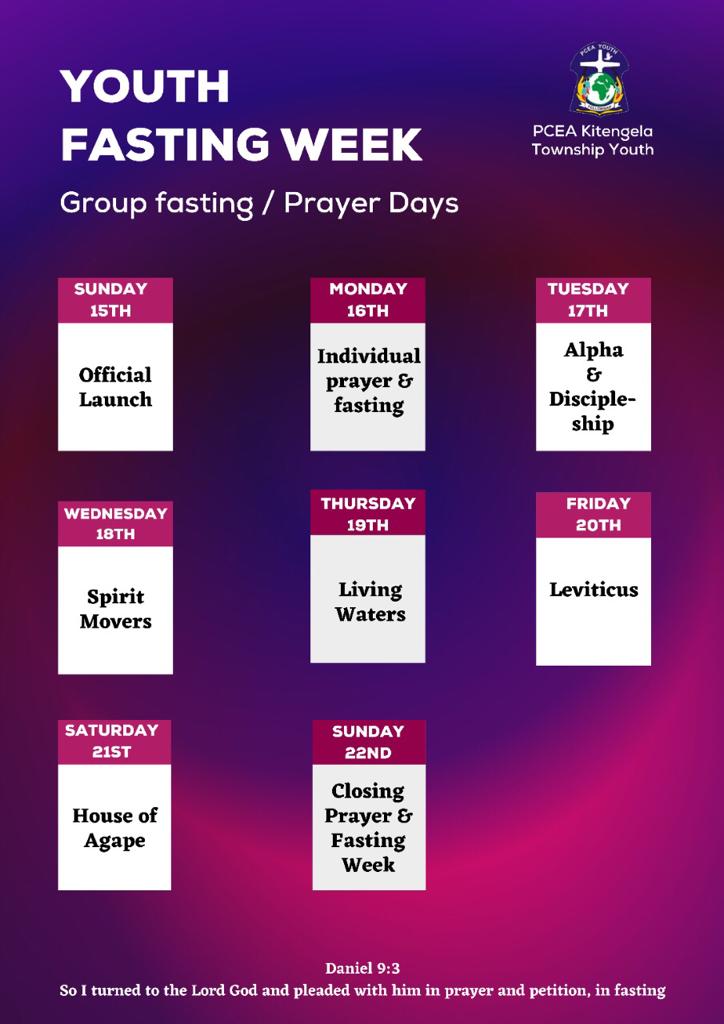 YOUTH
FASTING WEEK
Group fasting / Prayer Days
PCEA YOUTH
FELLOWSHIP
PCEA Kitengela
Township Youth
SUNDAY
15TH
Official
Launch
MONDAY
16TH
Individual
prayer &
fasting
TUESDAY
17TH
Alpha
&
Disciple-
ship
WEDNESDAY
18TH
Spirit
Movers
THURSDAY
19TH
Living
Waters
FRIDAY
20TH
Leviticus
SATURDAY
21ST
House of
Agape
SUNDAY
22ND
Closing
Prayer &
Fasting
Week
Daniel 9:3
So I turned to the Lord God and pleaded with him in prayer and petition, in fasting